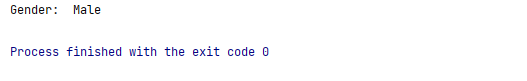 Gender:  Male
Process finished with the exit code 0